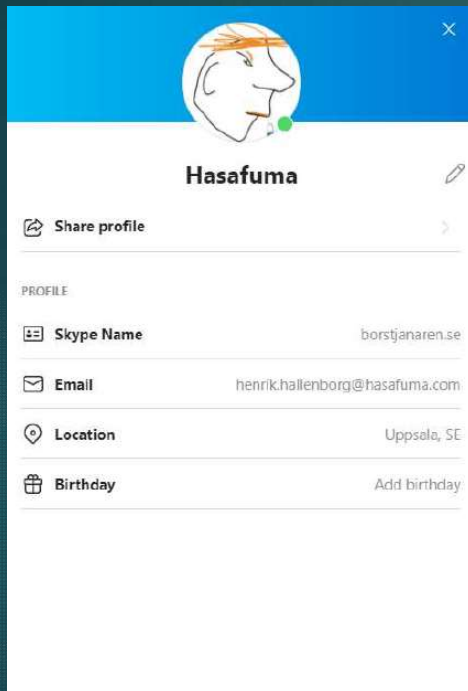 Hasafuma
Share profile
PROFILE
Skype Name borstjanaren.se
Email henrik.hallenborg@hasafuma.com
Location Uppsala, SE
Birthday Add birthday